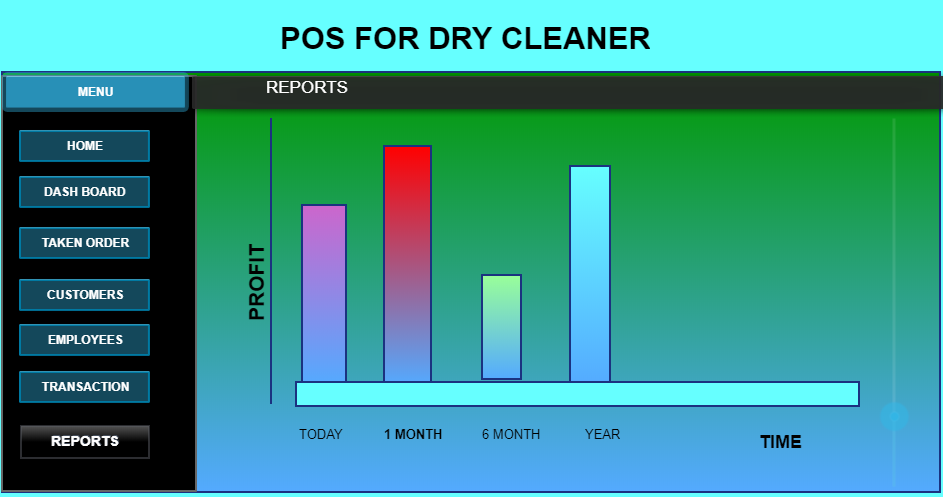 POS FOR DRY CLEANER
MENU
REPORTS
HOME
DASH BOARD
TAKEN ORDER
CUSTOMERS
EMPLOYEES
TRANSACTION
REPORTS
PROFIT
TODAY
1 MONTH
6 MONTH
YEAR
TIME